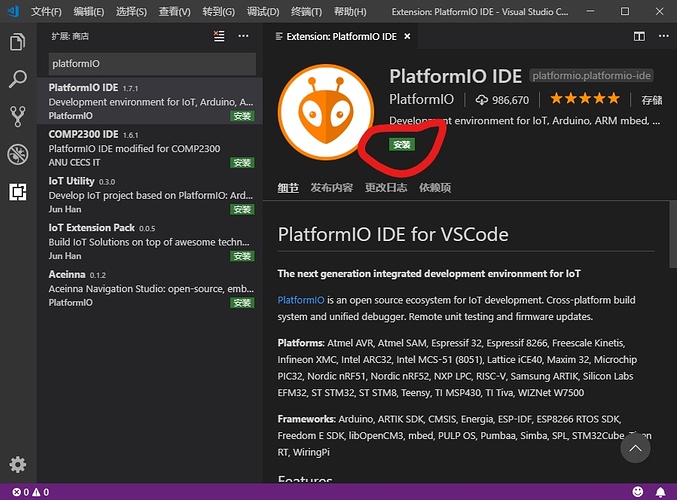 文件(F) 编辑(E) 选择(S) 查看(V) 转到(G) 调试(D) 终端(T) 帮助(H) Extension: PlatformIO IDE - Visual Studio C...
扩展: 商店
platformIO
PlatformIO IDE 1.7.1
Development environment for IoT, Arduino, A...
PlatformIO 安装
COMP2300 IDE 1.6.1
PlatformIO IDE modified for COMP2300
ANU CECS IT 安装
IoT Utility 0.3.0
Develop IoT project based on PlatformIO: Ard...
Jun Han 安装
IoT Extension Pack 0.0.5
Build IoT Solutions on top of awesome techn...
Jun Han 安装
Aceinna 0.1.2
Aceinna Navigation Studio: open-source, emb...
PlatformIO 安装
Extension: PlatformIO IDE
PlatformIO IDE platformio.platformio-ide
PlatformIO 986,670 存储
Development environment for IoT, Arduino, ARM mbed, ...
安装
细节 发布内容 更改日志 依赖项
PlatformIO IDE for VSCode
The next generation integrated development environment for IoT
PlatformIO is an open source ecosystem for IoT development. Cross-platform build
system and unified debugger. Remote unit testing and firmware updates.
Platforms: Atmel AVR, Atmel SAM, Espressif 32, Espressif 8266, Freescale Kinetis,
Infineon XMC, Intel ARC32, Intel MCS-51 (8051), Lattice iCE40, Maxim 32, Microchip
PIC32, Nordic nRF51, Nordic nRF52, NXP LPC, RISC-V, Samsung ARTIK, Silicon Labs
EFM32, ST STM32, ST STM8, Teensy, TI MSP430, TI Tiva, WIZNet W7500
Frameworks: Arduino, ARTIK SDK, CMSIS, Energia, ESP-IDF, ESP8266 RTOS SDK,
Freedom E SDK, libOpenCM3, mbed, PULP OS, Pumbaa, Simba, SPL, STM32Cube,
RT, WiringPi
Features
0 0